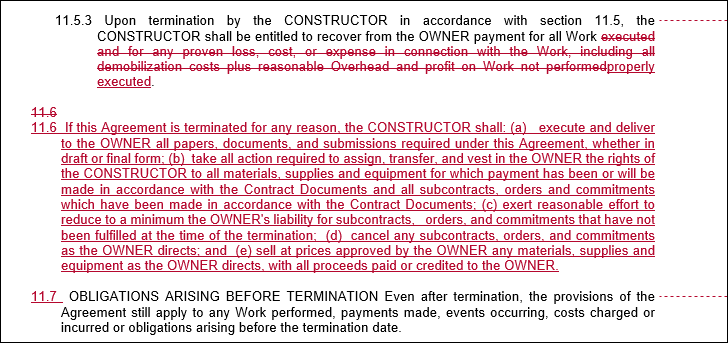 11.5.3 Upon termination by the CONSTRUCTOR in accordance with section 11.5, the
CONSTRUCTOR shall be entitled to recover from the OWNER payment for all Work executed
and for any proven loss, cost, or expense in connection with the Work, including all
demobilization costs plus reasonable Overhead and profit on Work not performedproperly
executed.
11.6
11.6 If this Agreement is terminated for any reason, the CONSTRUCTOR shall: (a) execute and deliver
to the OWNER all papers, documents, and submissions required under this Agreement, whether in
draft or final form; (b) take all action required to assign, transfer, and vest in the OWNER the rights of
the CONSTRUCTOR to all materials, supplies and equipment for which payment has been or will be
made in accordance with the Contract Documents and all subcontracts, orders and commitments
which have been made in accordance with the Contract Documents; (c) exert reasonable effort to
reduce to a minimum the OWNER's liability for subcontracts, orders, and commitments that have not
been fulfilled at the time of the termination; (d) cancel any subcontracts, orders, and commitments
as the OWNER directs; and (e) sell at prices approved by the OWNER any materials, supplies and
equipment as the OWNER directs, with all proceeds paid or credited to the OWNER.
11.7 OBLIGATIONS ARISING BEFORE TERMINATION Even after termination, the provisions of the
Agreement still apply to any Work performed, payments made, events occurring, costs charged or
incurred or obligations arising before the termination date.